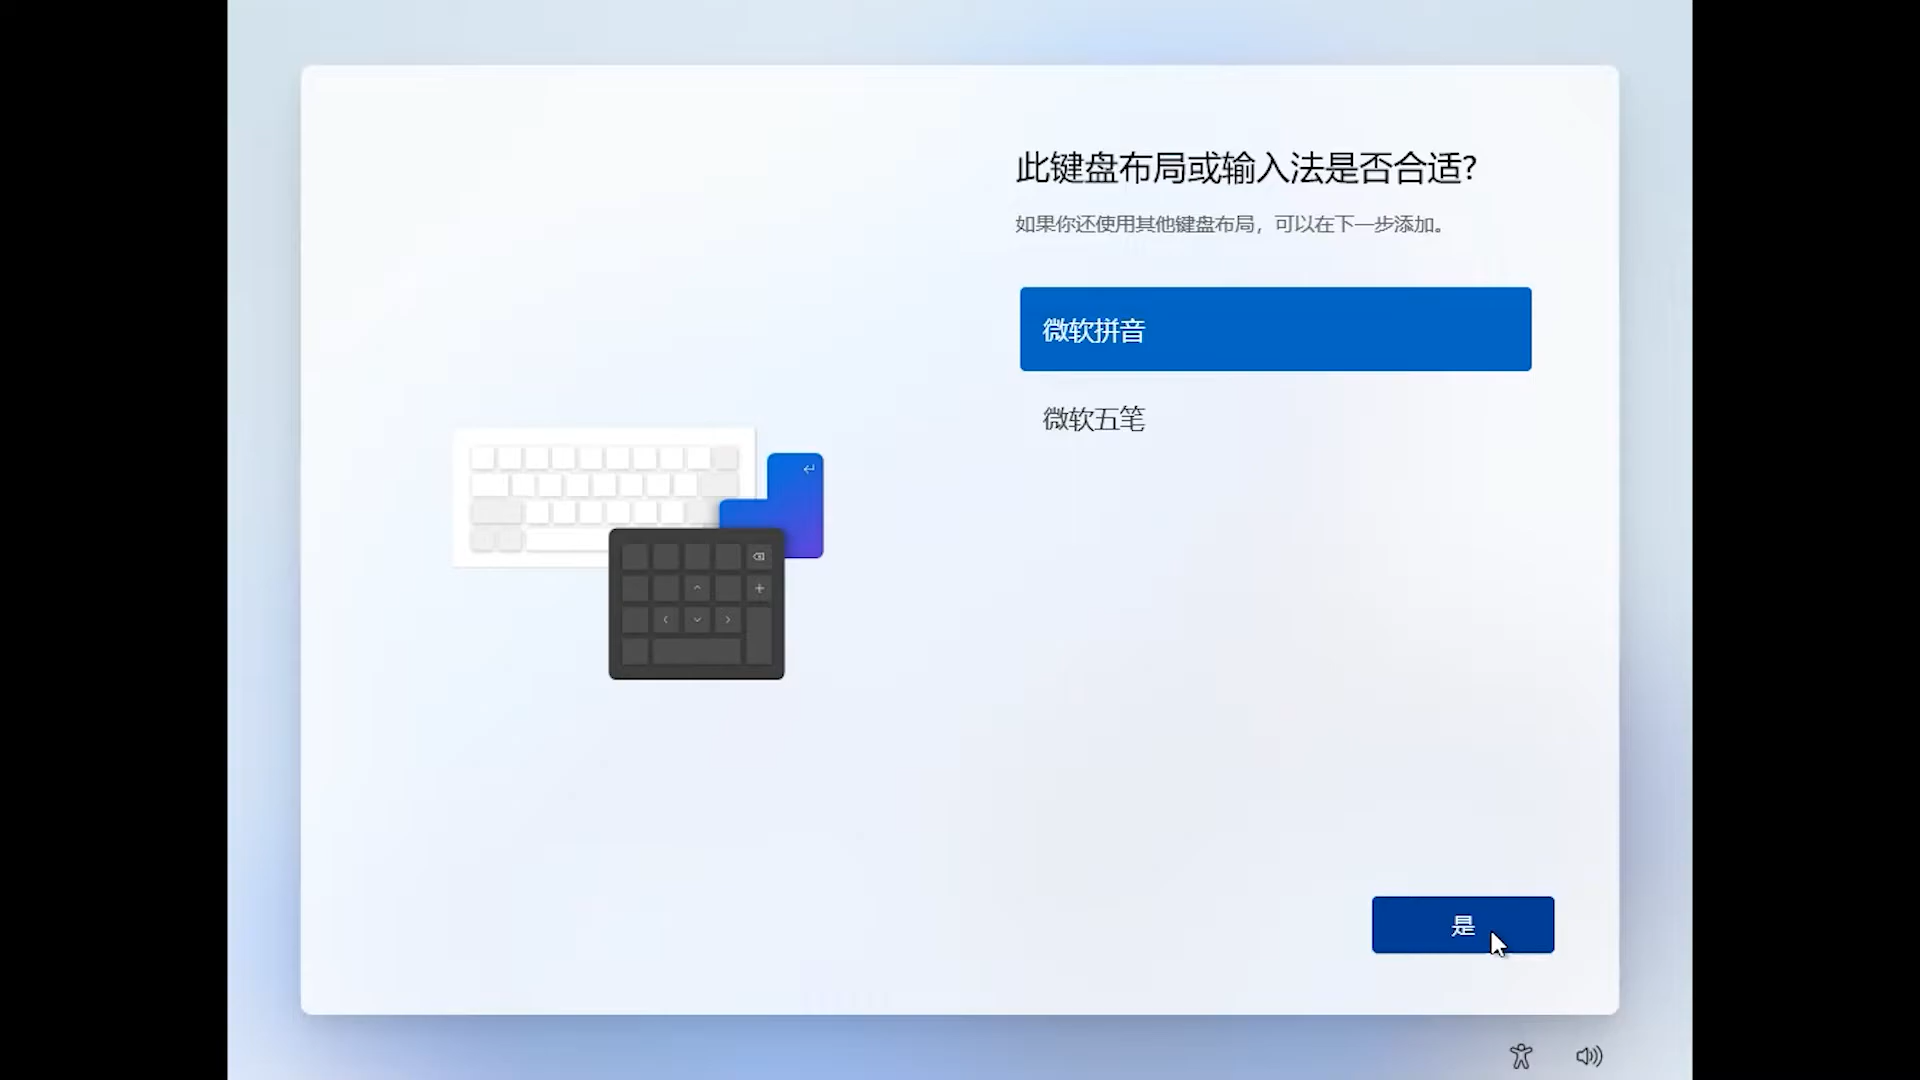 此键盘布局或输入法是否合适?
如果你还使用其他键盘布局，可以在下一步添加。
微软拼音
微软五笔
是